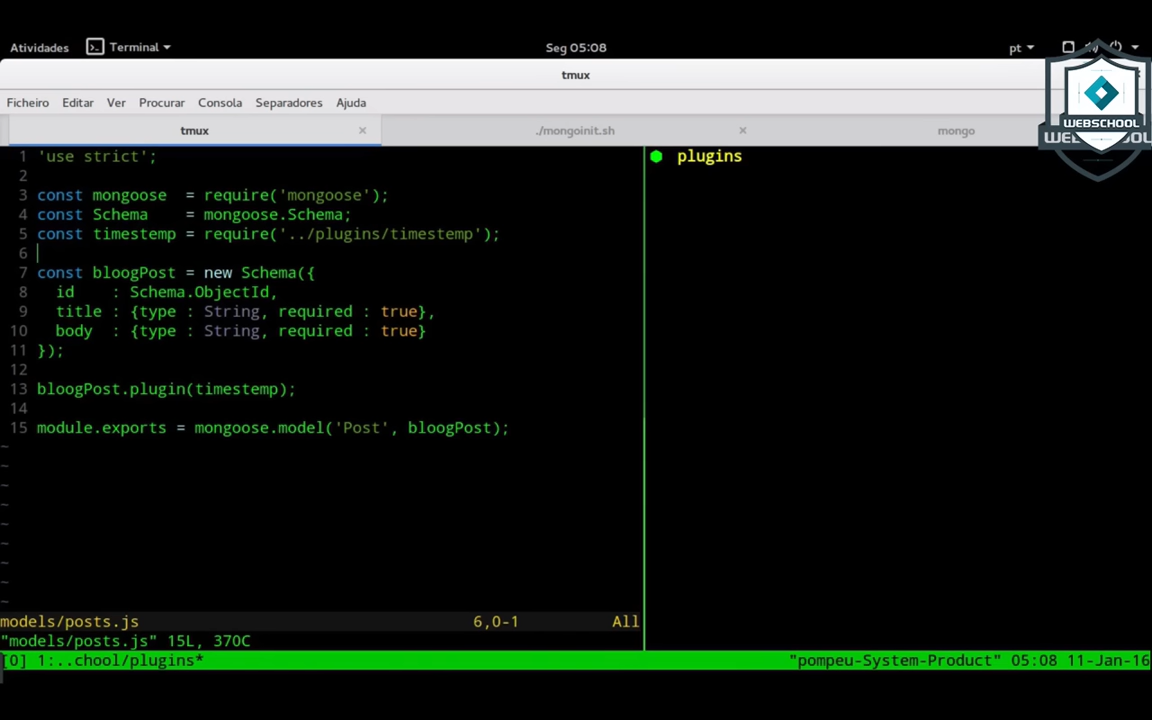 Atividades Terminal Seg 05:08 pt
tmux
Ficheiro Editar Ver Procurar Consola Separadores Ajuda
tmux ./mongoinit.sh mongo
WEBSCHOOL
1 'use strict';
2
3 const mongoose  = require('mongoose');
4 const Schema    = mongoose.Schema;
5 const timestemp = require('../plugins/timestemp');
6
7 const bloogPost = new Schema({
8   id    : Schema.ObjectId,
9   title : {type : String, required : true},
10   body  : {type : String, required : true}
11 });
12
13 bloogPost.plugin(timestemp);
14
15 module.exports = mongoose.model('Post', bloogPost);
~
~
~
~
~
~
~
~
~
models/posts.js 6,0-1 All
"models/posts.js" 15L, 370C
plugins
[0] 1:..chool/plugins* "pompeu-System-Product" 05:08 11-Jan-16